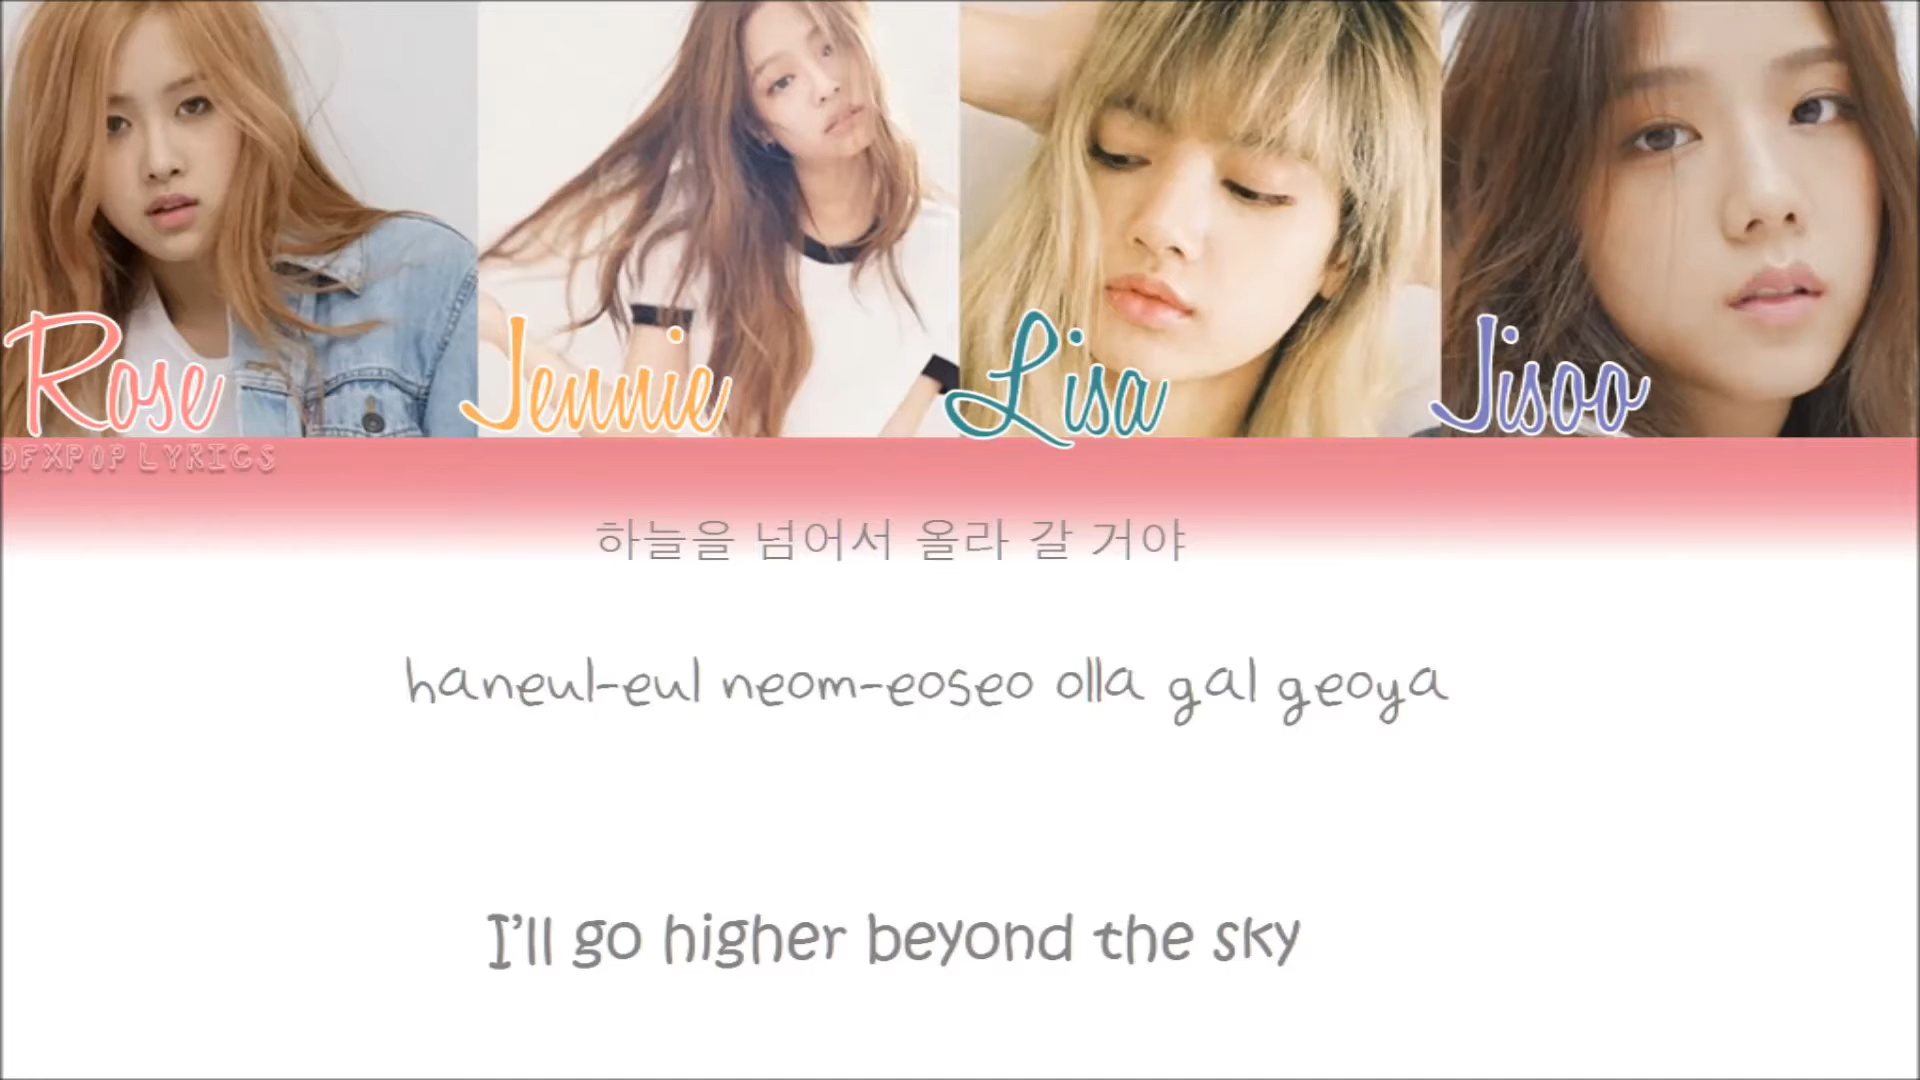 Rose Jennie Lisa Jisoo
DFXPOP LYRICS
하늘을 넘어서 올라 갈 거야
haneul-eul neom-eoseo olla gal geoya
I'll go higher beyond the sky